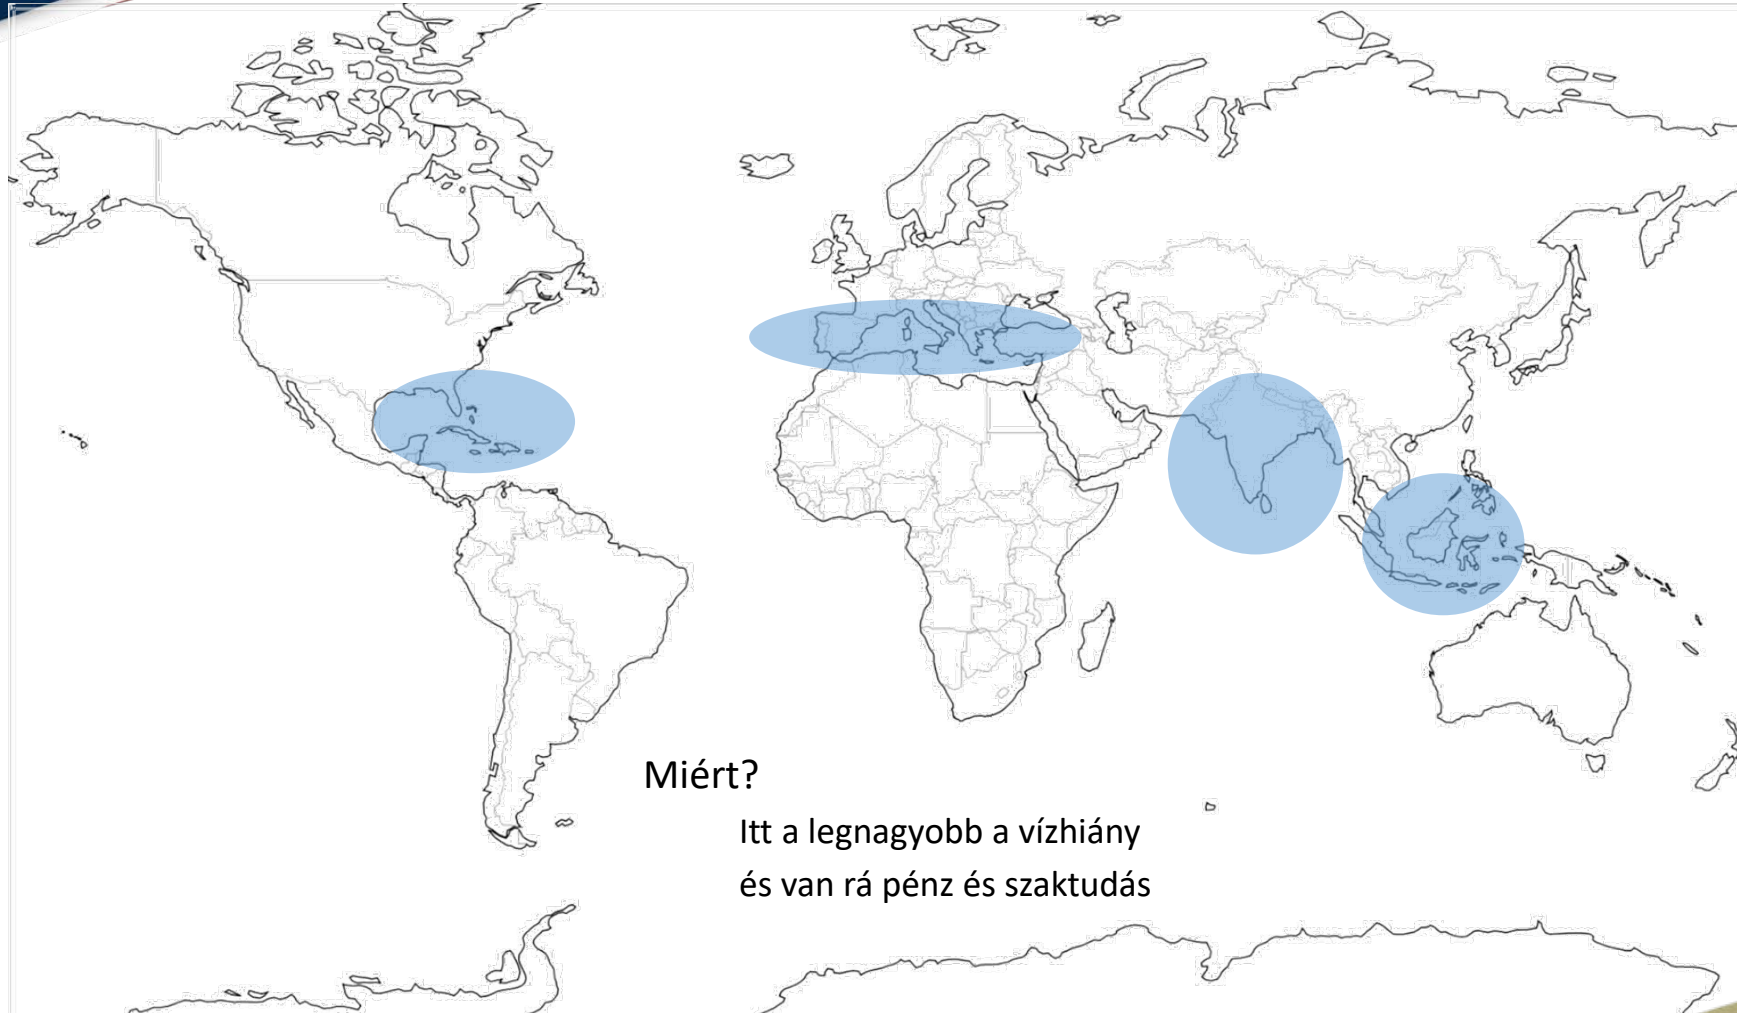 Miért?
Itt a legnagyobb a vízhiány
és van rá pénz és szaktudás